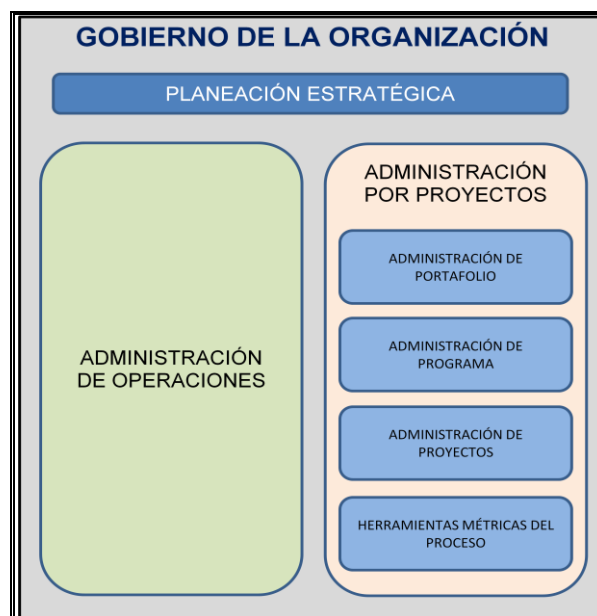 GOBIERNO DE LA ORGANIZACIÓN
PLANEACIÓN ESTRATÉGICA
ADMINISTRACIÓN
DE OPERACIONES
ADMINISTRACIÓN
POR PROYECTOS
ADMINISTRACIÓN DE
PORTAFOLIO
ADMINISTRACIÓN DE
PROGRAMA
ADMINISTRACIÓN DE
PROYECTOS
HERRAMIENTAS MÉTRICAS DEL
PROCESO